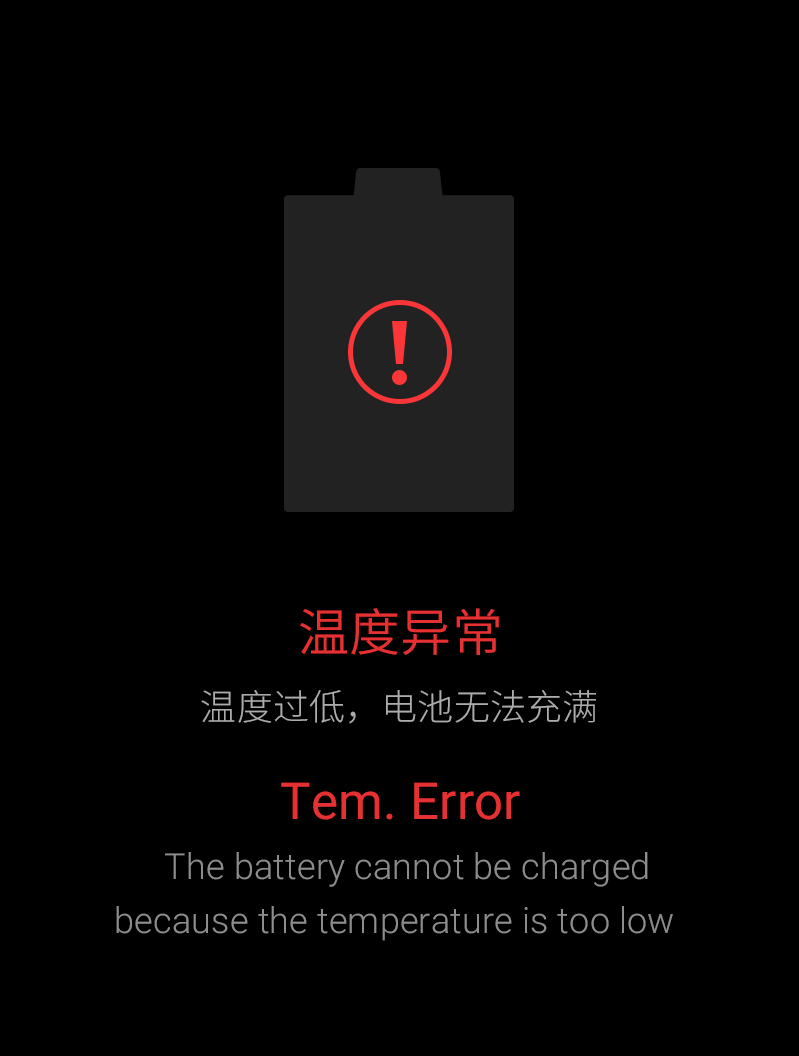 温度异常
温度过低，电池无法充满
Tem. Error
The battery cannot be charged
because the temperature is too low